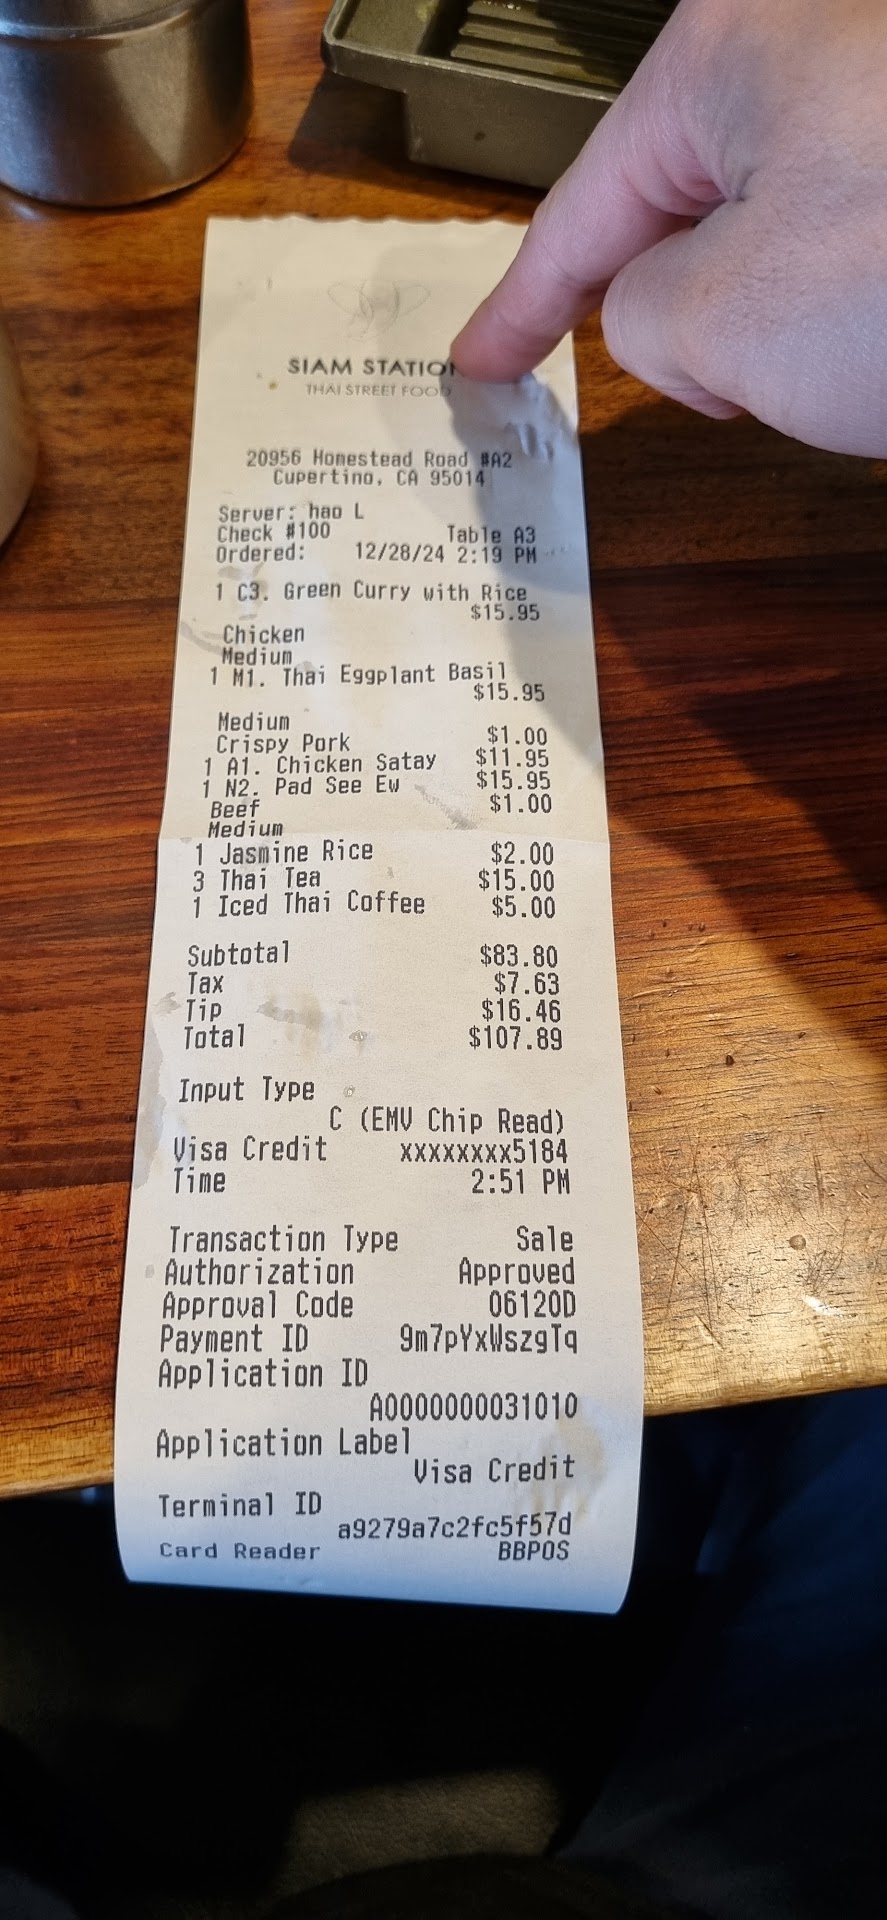 SIAM STATION
THAI STREET FOOD
20956 Homestead Road #A2
Cupertino, CA 95014
Server: hao L
Check #100 Table A3
Ordered: 12/28/24 2:19 PM
1 C3. Green Curry with Rice
$15.95
Chicken
Medium
1 M1. Thai Eggplant Basil
$15.95
Medium
Crispy Pork $1.00
1 A1. Chicken Satay $11.95
1 N2. Pad See Ew $15.95
Beef $1.00
Medium
1 Jasmine Rice $2.00
3 Thai Tea $15.00
1 Iced Thai Coffee $5.00
Subtotal $83.80
Tax $7.63
Tip $16.46
Total $107.89
Input Type
C (EMV Chip Read)
Visa Credit xxxxxxxx5184
Time 2:51 PM
Transaction Type Sale
Authorization Approved
Approval Code 06120D
Payment ID 9m7pYxWszgTq
Application ID
A0000000031010
Application Label
Visa Credit
Terminal ID
a9279a7c2fc5f57d
Card Reader BBPOS